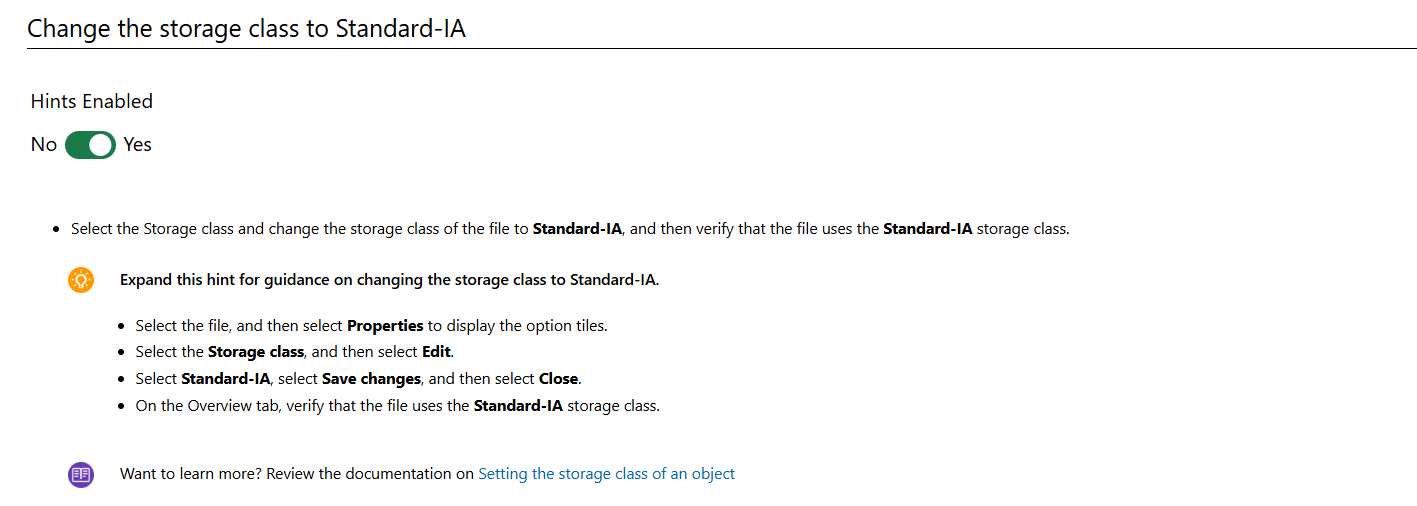 Change the storage class to Standard-IA
Hints Enabled
No Yes
Select the Storage class and change the storage class of the file to Standard-IA, and then verify that the file uses the Standard-IA storage class.
Expand this hint for guidance on changing the storage class to Standard-IA.
Select the file, and then select Properties to display the option tiles.
Select the Storage class, and then select Edit.
Select Standard-IA, select Save changes, and then select Close.
On the Overview tab, verify that the file uses the Standard-IA storage class.
Want to learn more? Review the documentation on Setting the storage class of an object